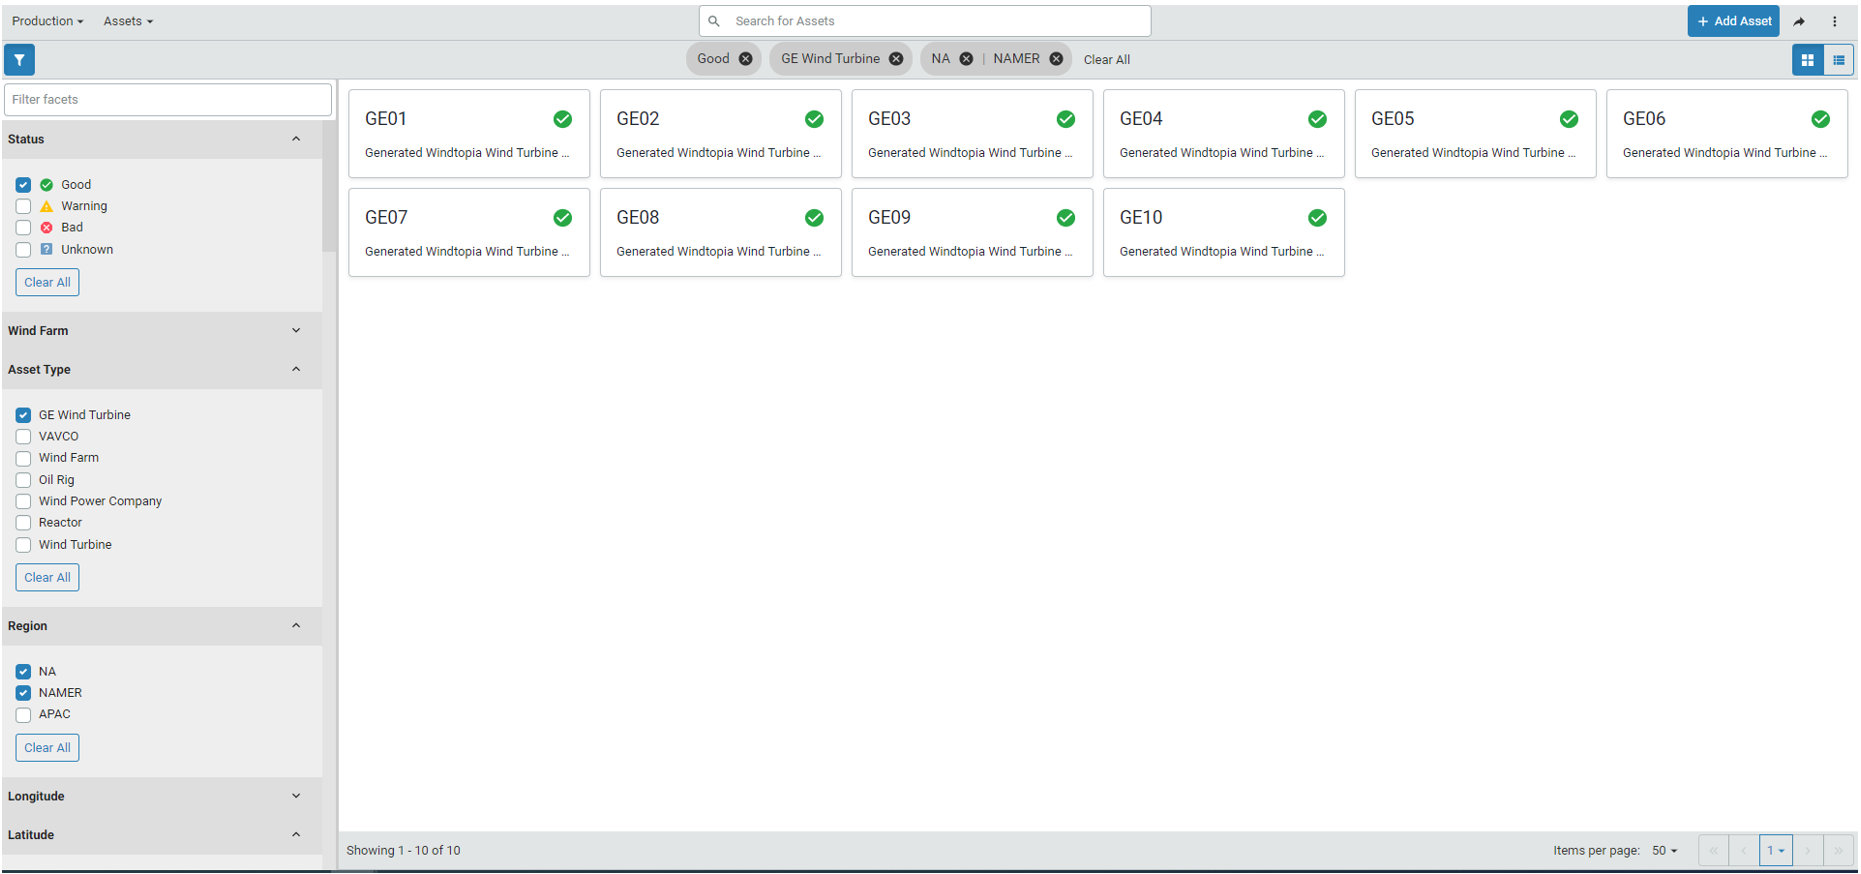 Production Assets Search for Assets + Add Asset
Good GE Wind Turbine NA | NAMER Clear All
Filter facets
Status
Good
Warning
Bad
? Unknown
Clear All
Wind Farm
Asset Type
GE Wind Turbine
VAVCO
Wind Farm
Oil Rig
Wind Power Company
Reactor
Wind Turbine
Clear All
Region
NA
NAMER
APAC
Clear All
Longitude
Latitude
GE01 GE02 GE03 GE04 GE05 GE06
Generated Windtopia Wind Turbine ... Generated Windtopia Wind Turbine ... Generated Windtopia Wind Turbine ... Generated Windtopia Wind Turbine ... Generated Windtopia Wind Turbine ... Generated Windtopia Wind Turbine ...
GE07 GE08 GE09 GE10
Generated Windtopia Wind Turbine ... Generated Windtopia Wind Turbine ... Generated Windtopia Wind Turbine ... Generated Windtopia Wind Turbine ...
Showing 1 - 10 of 10 Items per page: 50 « ‹ 1 › »